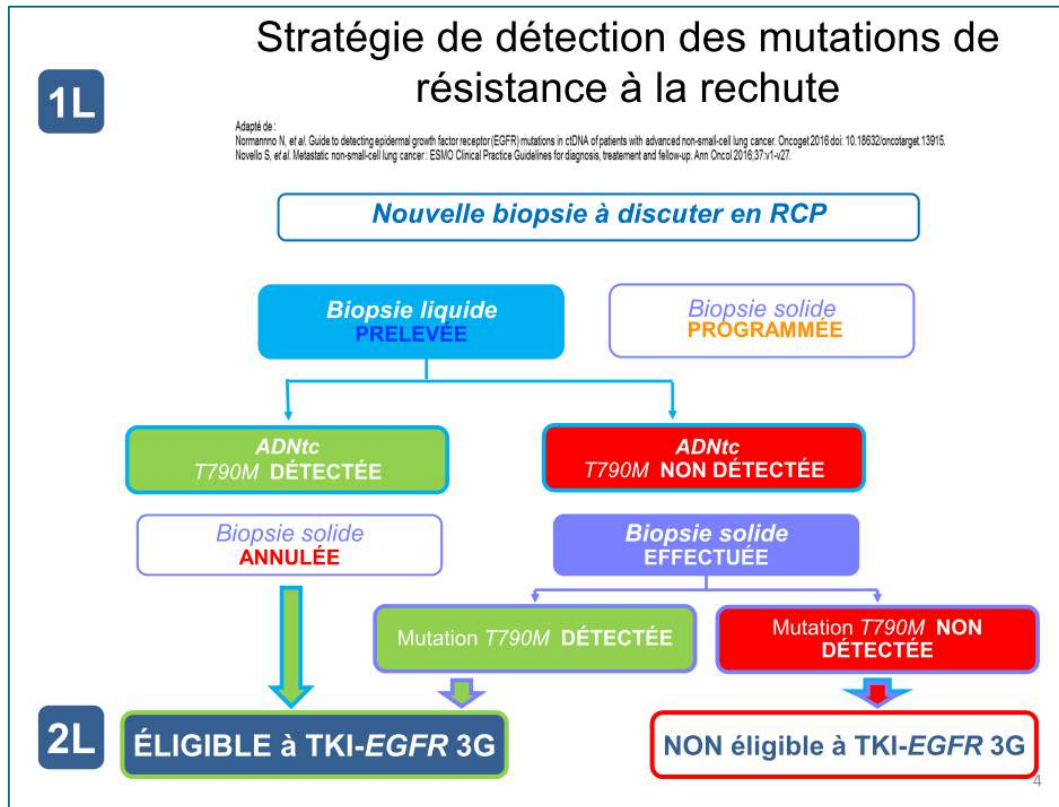 Stratégie de détection des mutations de
résistance à la rechute
1L
Adapté de :
Normannno N, et al. Guide to detecting epidermal growth factor receptor (EGFR) mutations in ctDNA of patients with advanced non-small-cell lung cancer. Oncoget 2016 doi: 10.18632/oncotarget.13915.
Novello S, et al. Metastatic non-small-cell lung cancer : ESMO Clinical Practice Guidelines for diagnosis, treatement and fellow-up. Ann Oncol 2016;37:v1-v27.
Nouvelle biopsie à discuter en RCP
Biopsie liquide
PRELEVÉE
Biopsie solide
PROGRAMMÉE
ADNtc
T790M DÉTECTÉE
ADNtc
T790M NON DÉTECTÉE
Biopsie solide
ANNULÉE
Biopsie solide
EFFECTUÉE
Mutation T790M DÉTECTÉE
Mutation T790M NON
DÉTECTÉE
2L
ÉLIGIBLE à TKI-EGFR 3G
NON éligible à TKI-EGFR 3G
4